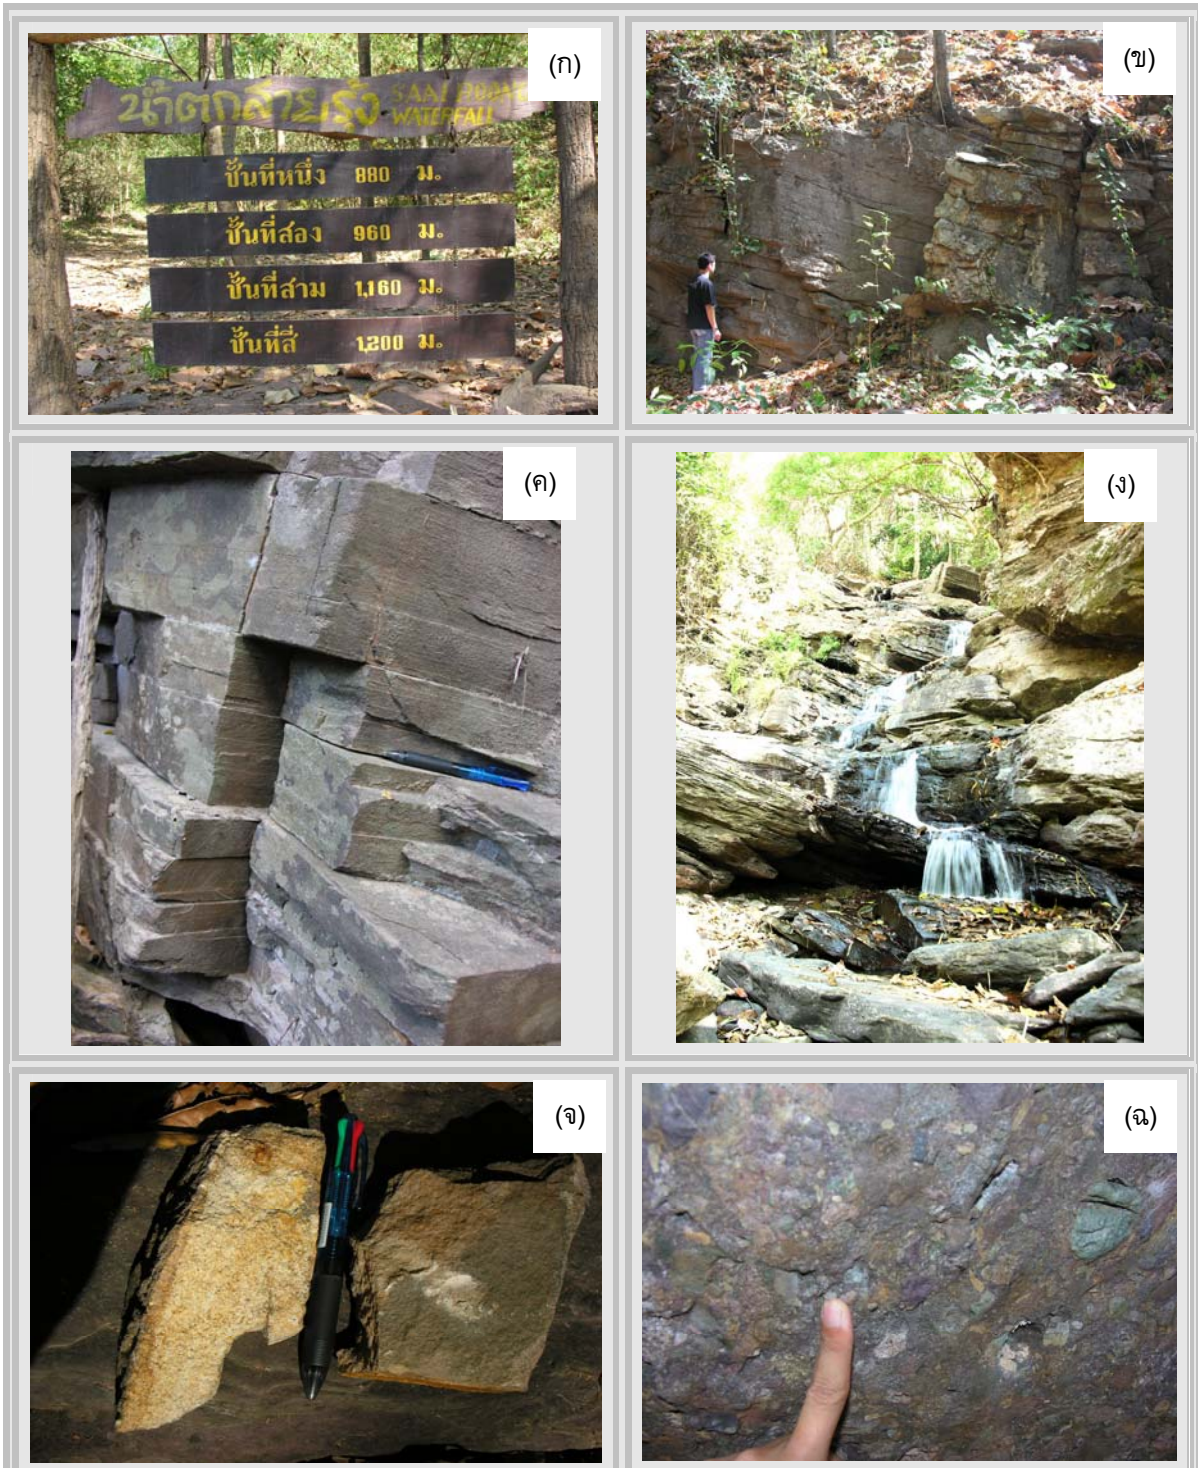 (ก)
(ข)
น้ำตกสายรุ้ง
WATERFALL
ชั้นที่หนึ่ง 880 ม.
ชั้นที่สอง 960 ม.
ชั้นที่สาม 1,160 ม.
ชั้นที่สี่ 1,200 ม.
(ค)
(ง)
(จ)
(ฉ)